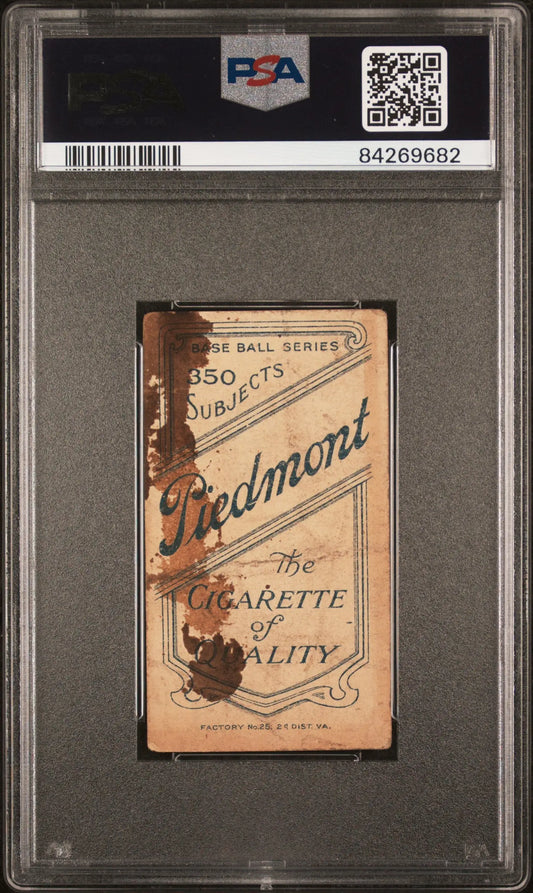 PSA
84269682
BASE BALL SERIES
350
SUBJECTS
Piedmont
The
CIGARETTE
of
QUALITY
FACTORY No. 25, 2d DIST. VA.